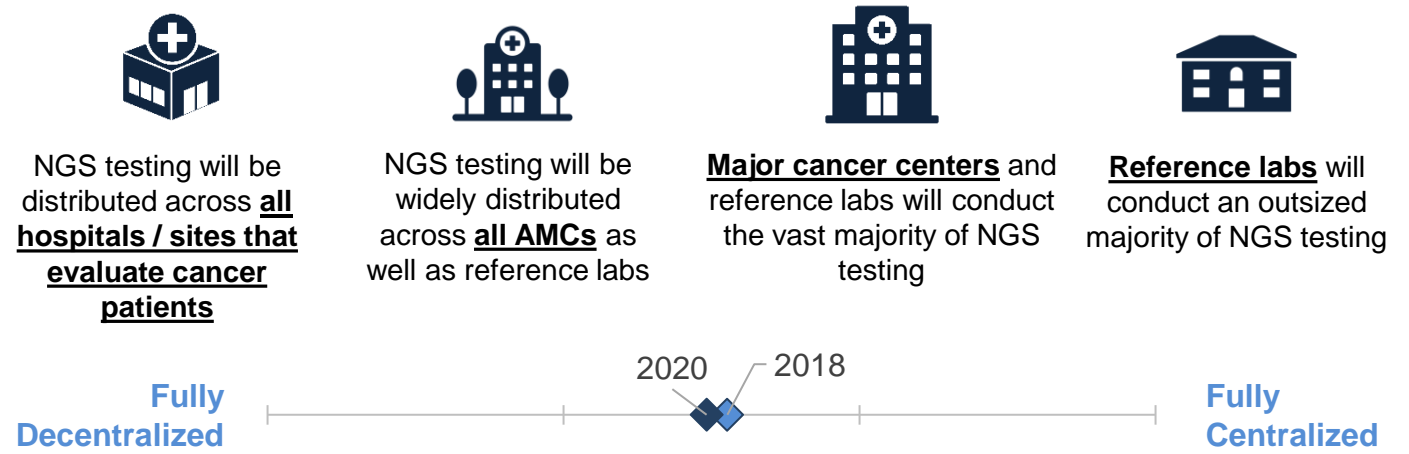 NGS testing will be
distributed across all
hospitals / sites that
evaluate cancer
patients
NGS testing will be
widely distributed
across all AMCs as
well as reference labs
Major cancer centers and
reference labs will conduct
the vast majority of NGS
testing
Reference labs will
conduct an outsized
majority of NGS testing
2020
2018
Fully
Decentralized
Fully
Centralized